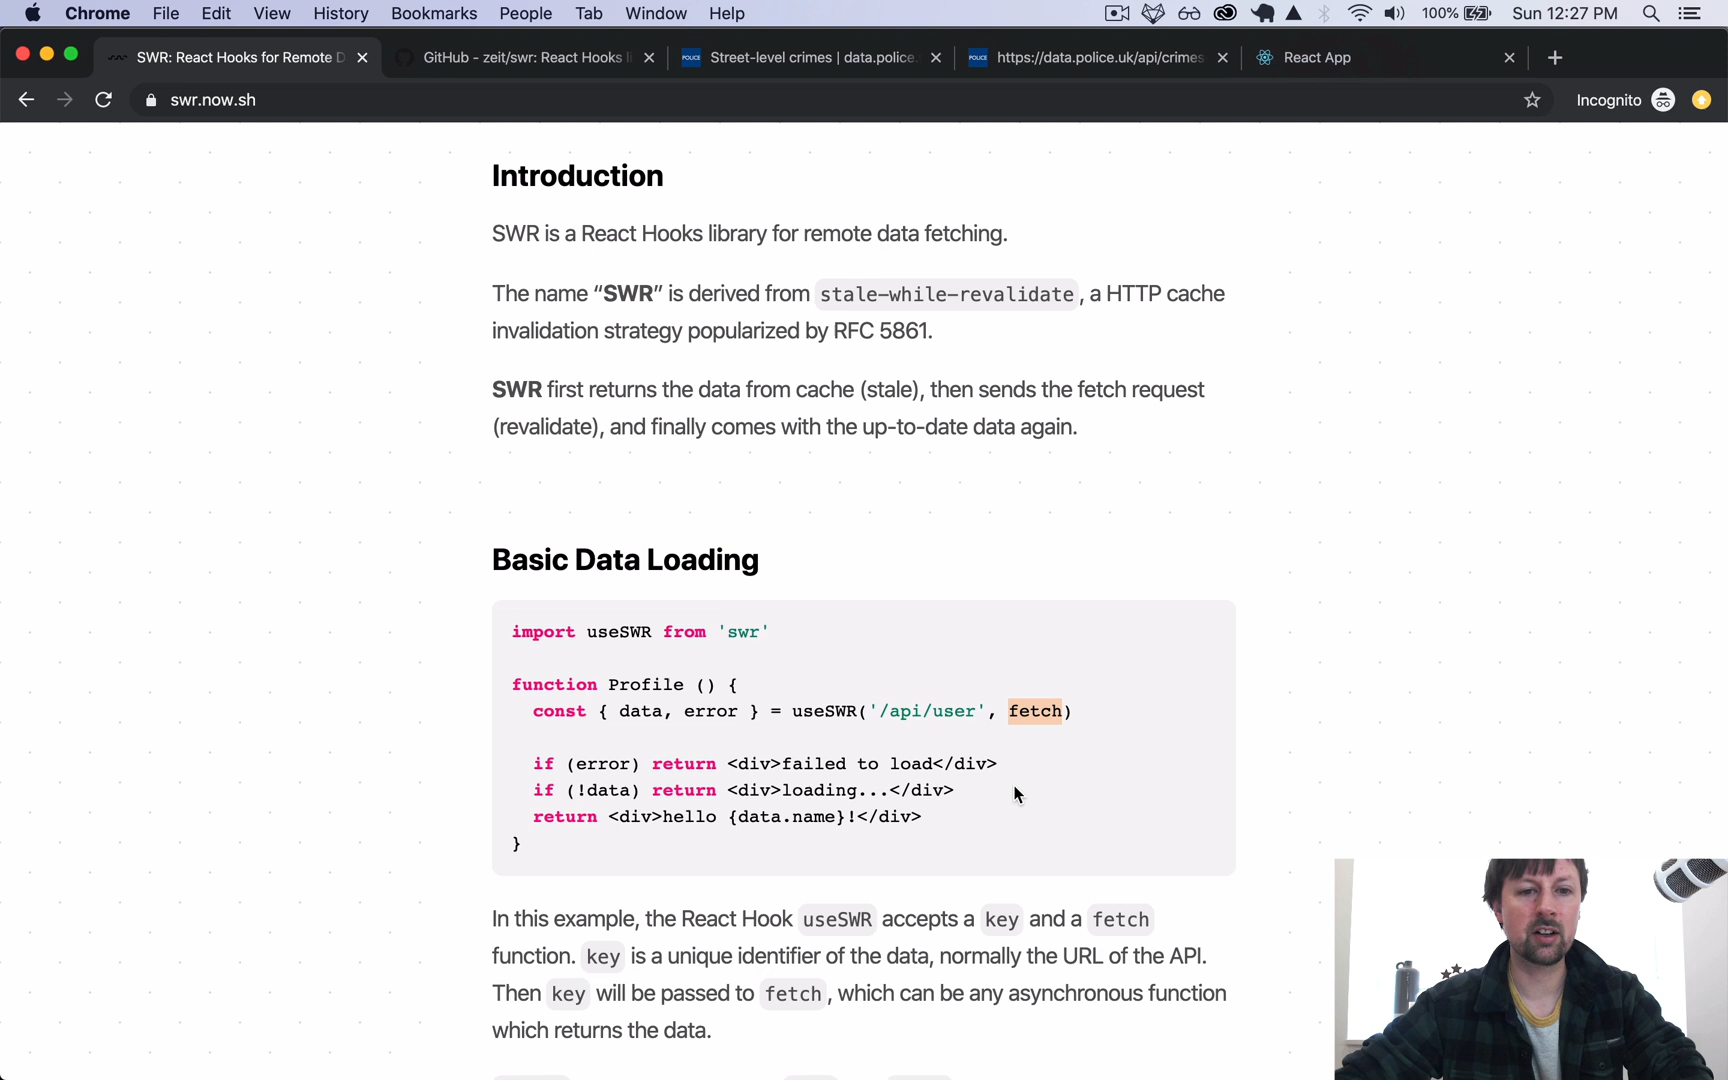 Chrome File Edit View History Bookmarks People Tab Window Help 100% Sun 12:27 PM
SWR: React Hooks for Remote D GitHub - zeit/swr: React Hooks li POLICE Street-level crimes | data.police. POLICE https://data.police.uk/api/crimes React App
swr.now.sh Incognito
Introduction
SWR is a React Hooks library for remote data fetching.
The name “SWR” is derived from stale-while-revalidate, a HTTP cache
invalidation strategy popularized by RFC 5861.
SWR first returns the data from cache (stale), then sends the fetch request
(revalidate), and finally comes with the up-to-date data again.
Basic Data Loading
import useSWR from 'swr'
function Profile () {
const { data, error } = useSWR('/api/user', fetch)
if (error) return <div>failed to load</div>
if (!data) return <div>loading...</div>
return <div>hello {data.name}!</div>
}
In this example, the React Hook useSWR accepts a key and a fetch
function. key is a unique identifier of the data, normally the URL of the API.
Then key will be passed to fetch, which can be any asynchronous function
which returns the data.